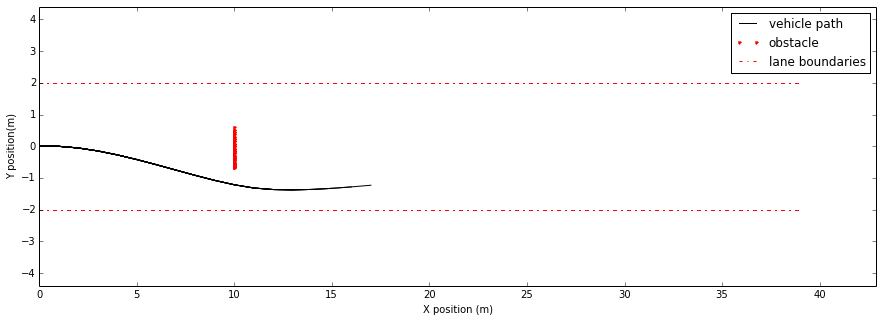 4
3
2
1
0
−1
−2
−3
−4
Y position(m)
0 5 10 15 20 25 30 35 40
X position (m)
vehicle path
obstacle
lane boundaries